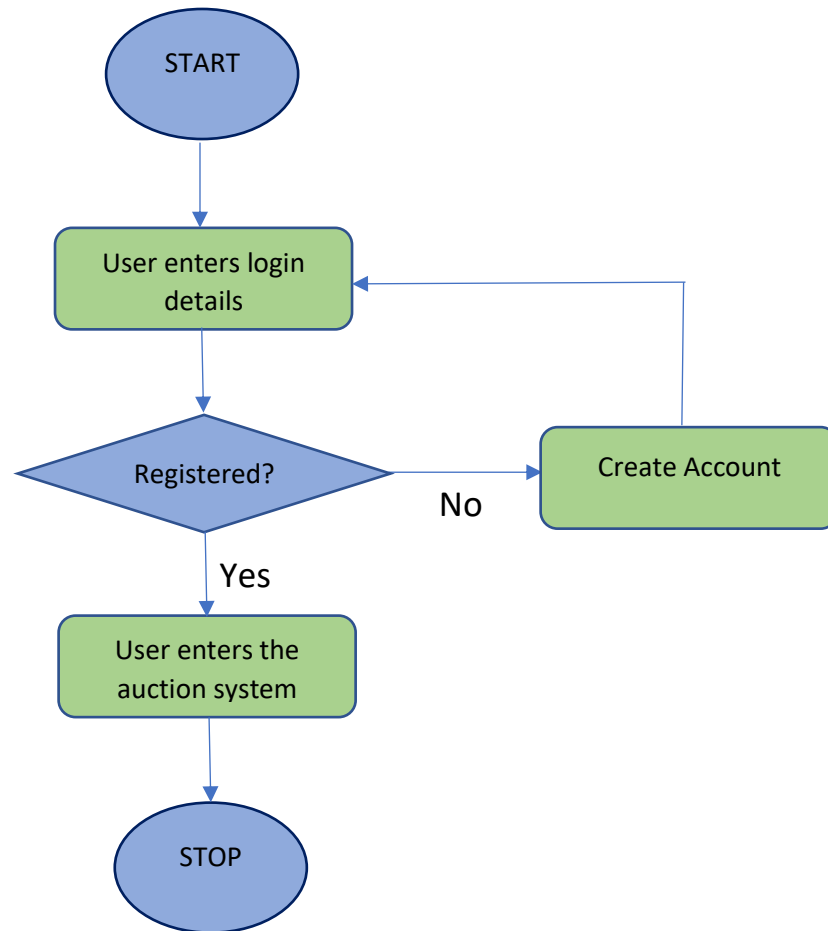 START
User enters login
details
Registered?
No
Create Account
Yes
User enters the
auction system
STOP